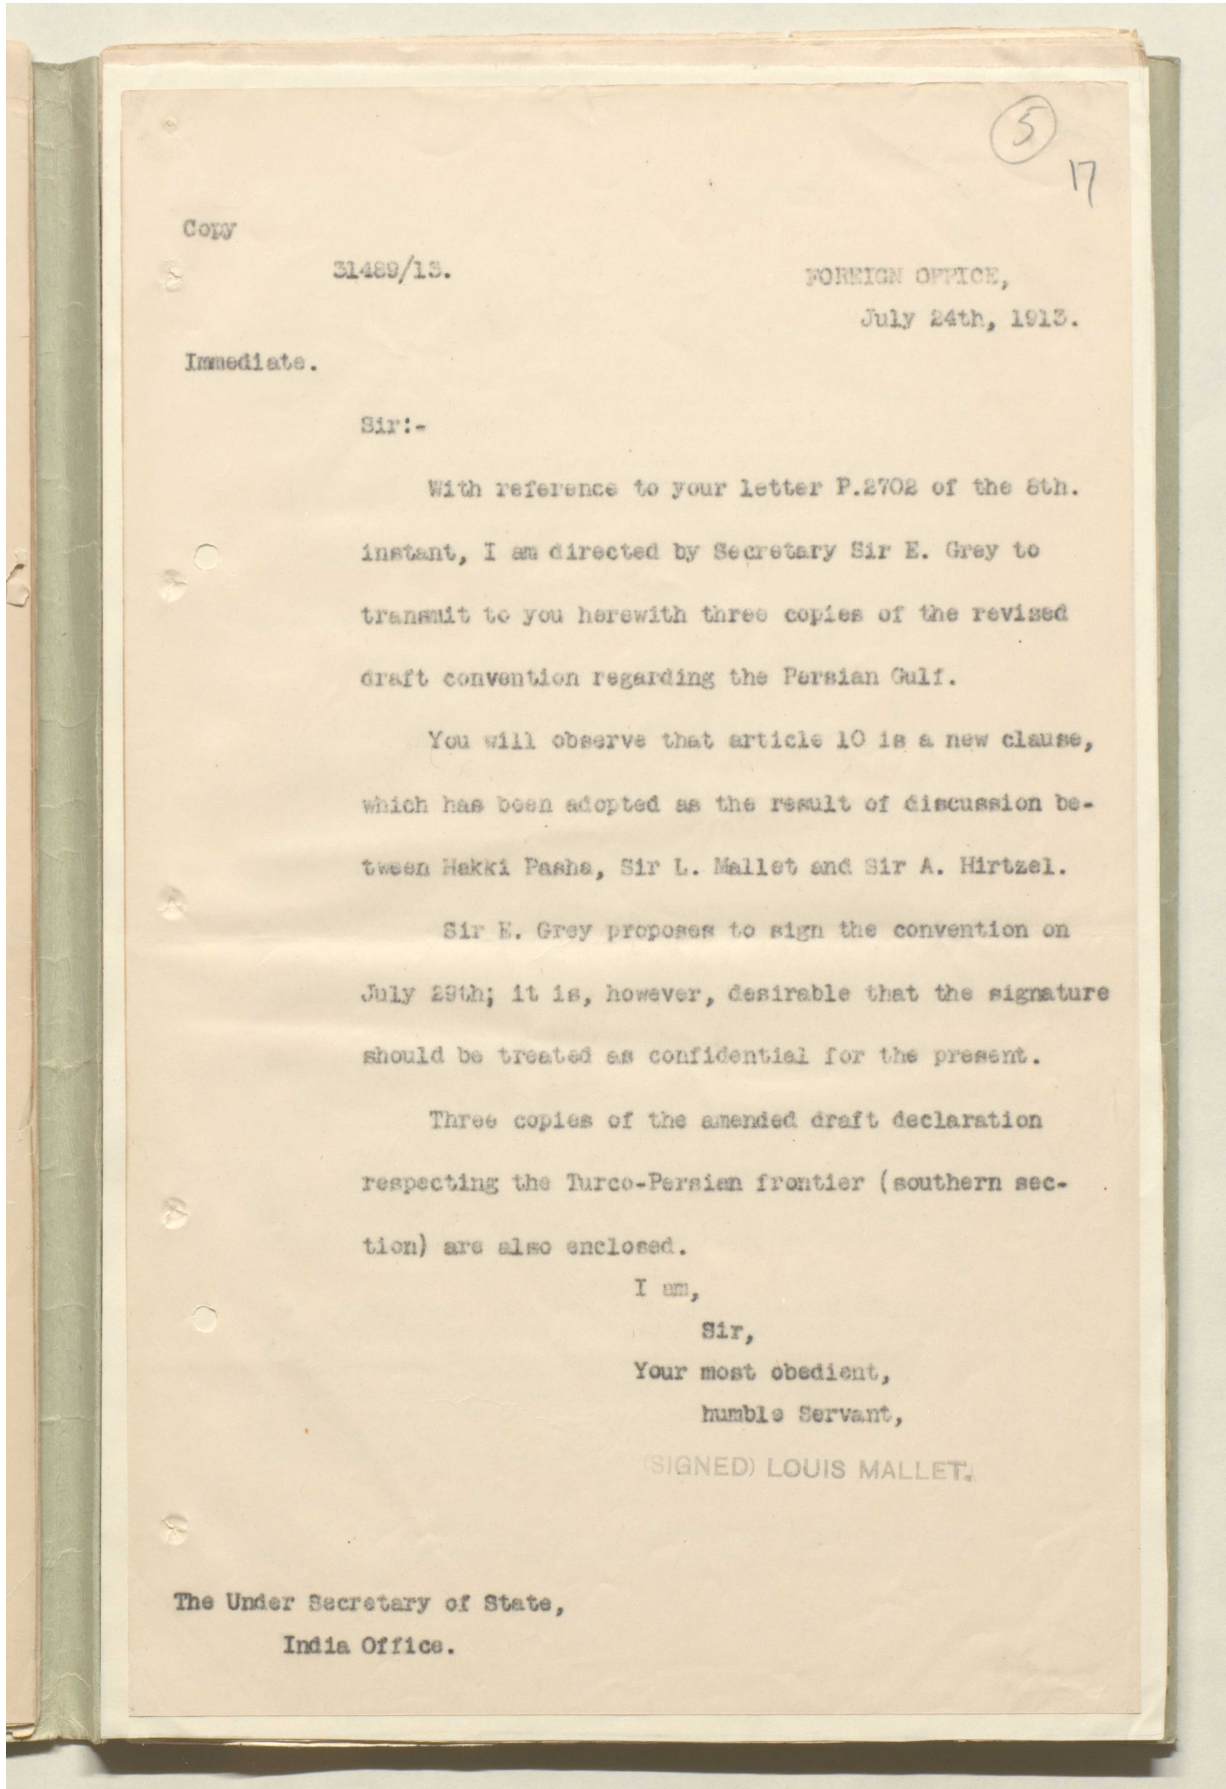 5
17
Copy
31489/13.
FOREIGN OFFICE,
July 24th, 1913.
Immediate.
Sir:-
With reference to your letter P.2702 of the 8th.
instant, I am directed by Secretary Sir E. Grey to
transmit to you herewith three copies of the revised
draft convention regarding the Persian Gulf.
You will observe that article 10 is a new clause,
which has been adopted as the result of discussion be-
tween Hakki Pasha, Sir L. Mallet and Sir A. Hirtzel.
Sir E. Grey proposes to sign the convention on
July 29th; it is, however, desirable that the signature
should be treated as confidential for the present.
Three copies of the amended draft declaration
respecting the Turco-Persian frontier (southern sec-
tion) are also enclosed.
I am,
Sir,
Your most obedient,
humble Servant,
(SIGNED) LOUIS MALLET.
The Under Secretary of State,
India Office.